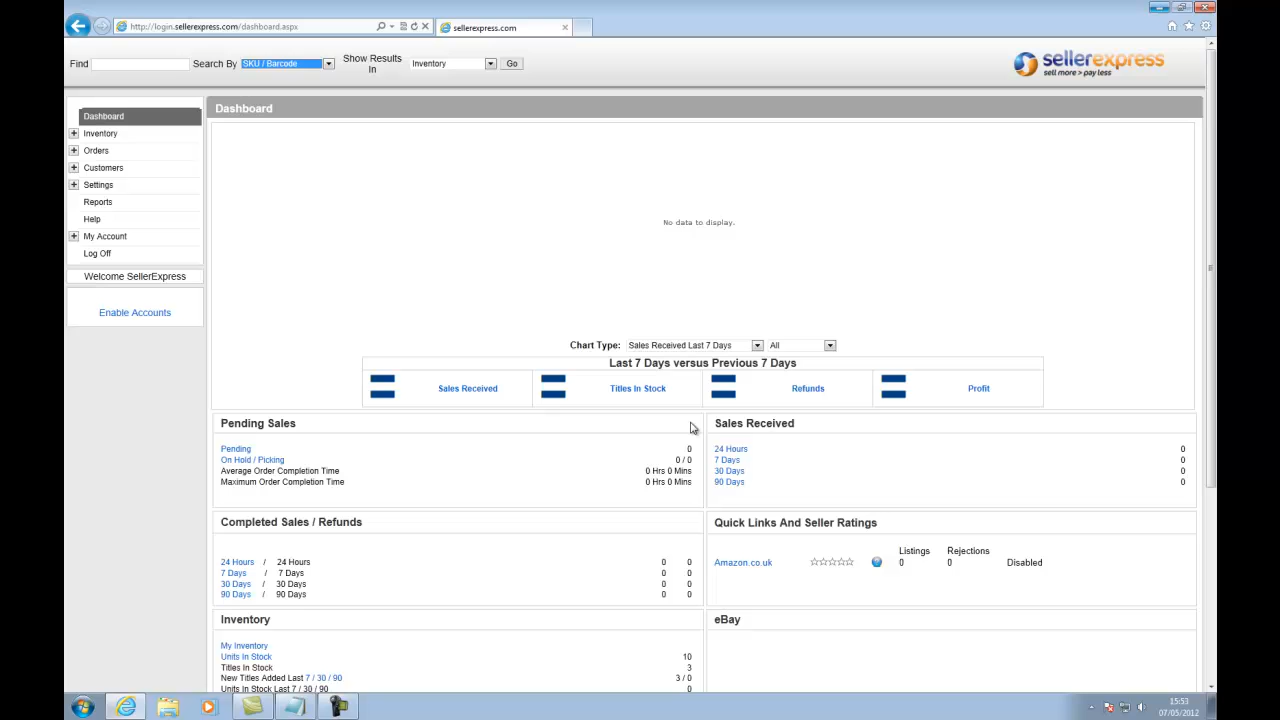 http://login.sellerexpress.com/dashboard.aspx
sellerexpress.com
Find
Search By
SKU / Barcode
Show Results In
Inventory
Go
sellerexpress
sell more > pay less
Dashboard
Inventory
Orders
Customers
Settings
Reports
Help
My Account
Log Off
Welcome SellerExpress
Enable Accounts
Dashboard
No data to display.
Chart Type: Sales Received Last 7 Days All
Last 7 Days versus Previous 7 Days
Sales Received Titles In Stock Refunds Profit
Pending Sales
Pending 0
On Hold / Picking 0 / 0
Average Order Completion Time 0 Hrs 0 Mins
Maximum Order Completion Time 0 Hrs 0 Mins
Sales Received
24 Hours 0
7 Days 0
30 Days 0
90 Days 0
Completed Sales / Refunds
24 Hours / 24 Hours 0 0
7 Days / 7 Days 0 0
30 Days / 30 Days 0 0
90 Days / 90 Days 0 0
Quick Links And Seller Ratings
Listings Rejections
Amazon.co.uk 0 0 Disabled
Inventory
My Inventory
Units In Stock 10
Titles In Stock 3
New Titles Added Last 7 / 30 / 90 3 / 0
Units In Stock Last 7 / 30 / 90 0
eBay
15:53
07/05/2012